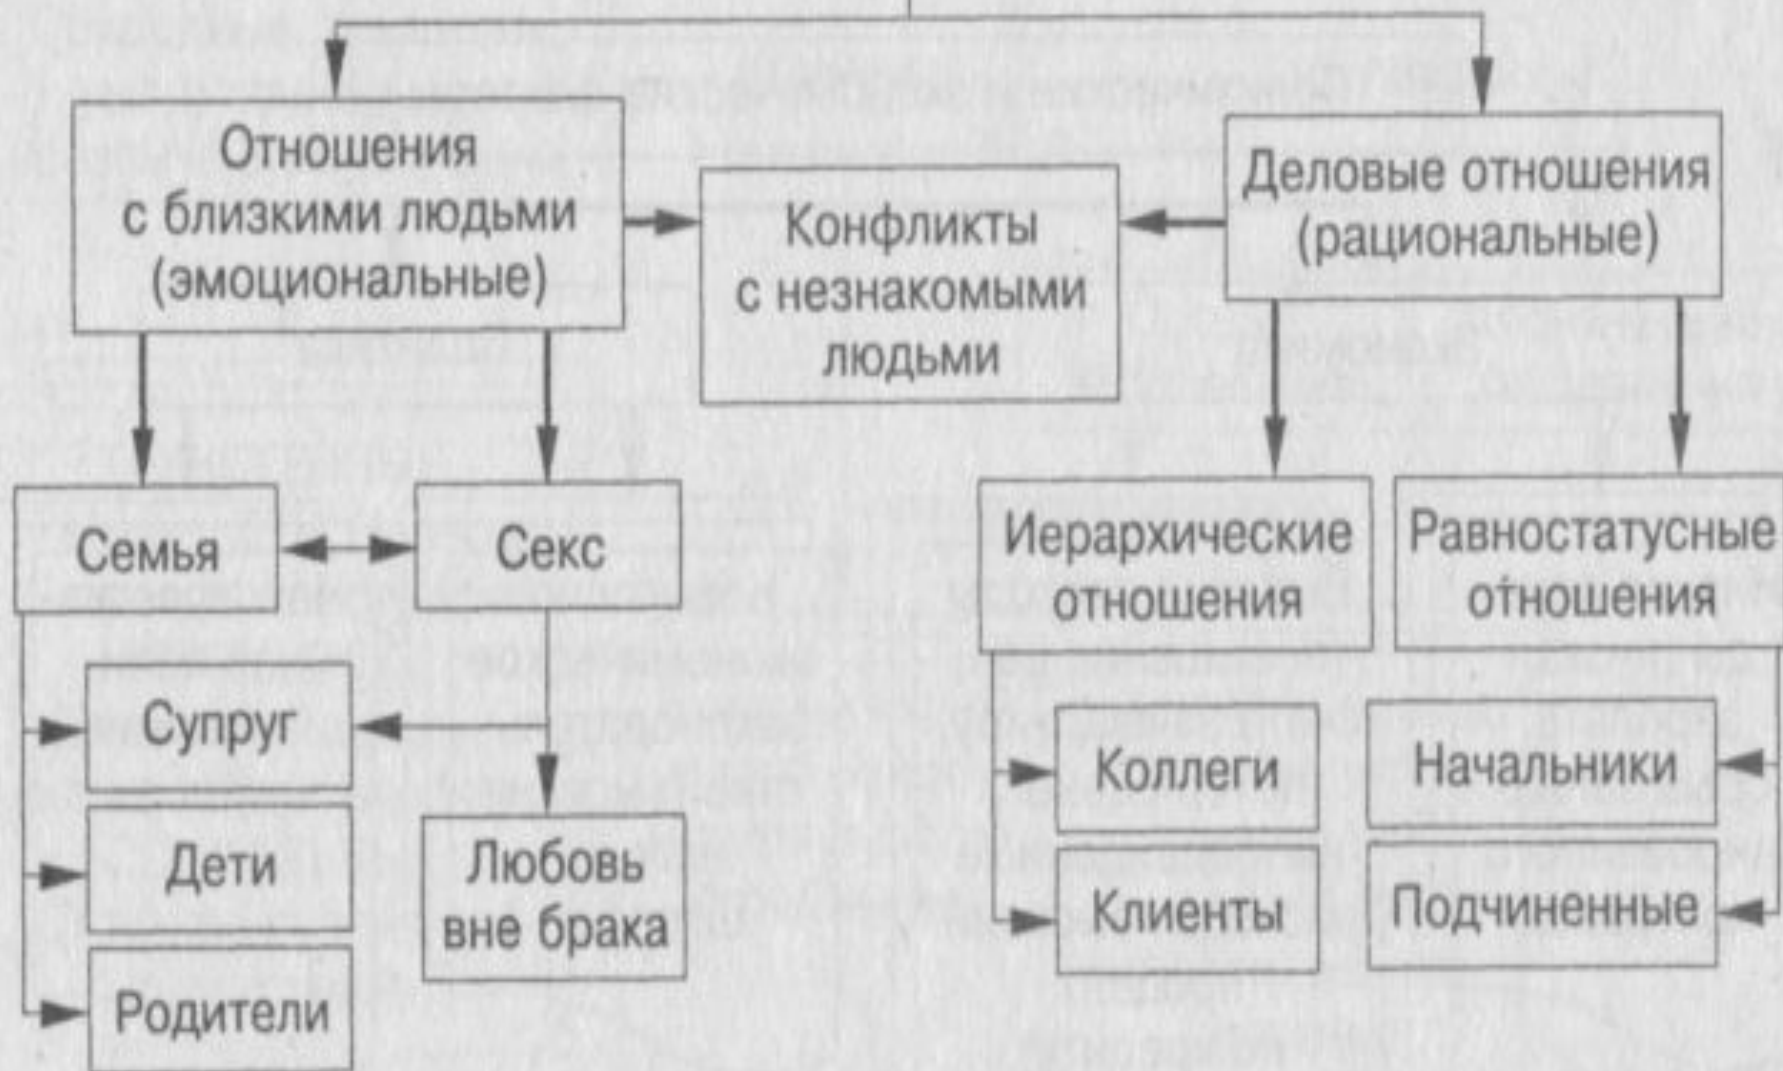 Отношения
с близкими людьми
(эмоциональные)
Конфликты
с незнакомыми
людьми
Деловые отношения
(рациональные)
Семья
Секс
Иерархические
отношения
Равностатусные
отношения
Супруг
Дети
Родители
Любовь
вне брака
Коллеги
Клиенты
Начальники
Подчиненные